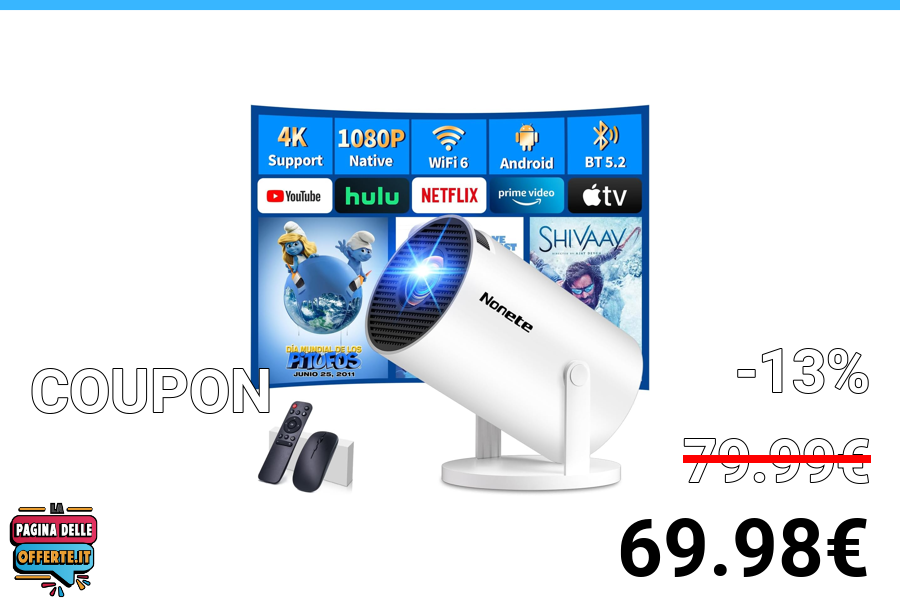 4K
Support
1080P
Native
WiFi 6
Android
BT 5.2
YouTube
hulu
NETFLIX
prime video
tv
SHIVAAY
Nonete
DÍA MUNDIAL DE LOS
PITUFOS
JUNIO 25, 2011
COUPON
-13%
79.99€
69.98€
LA
PAGINA DELLE
OFFERTE.IT